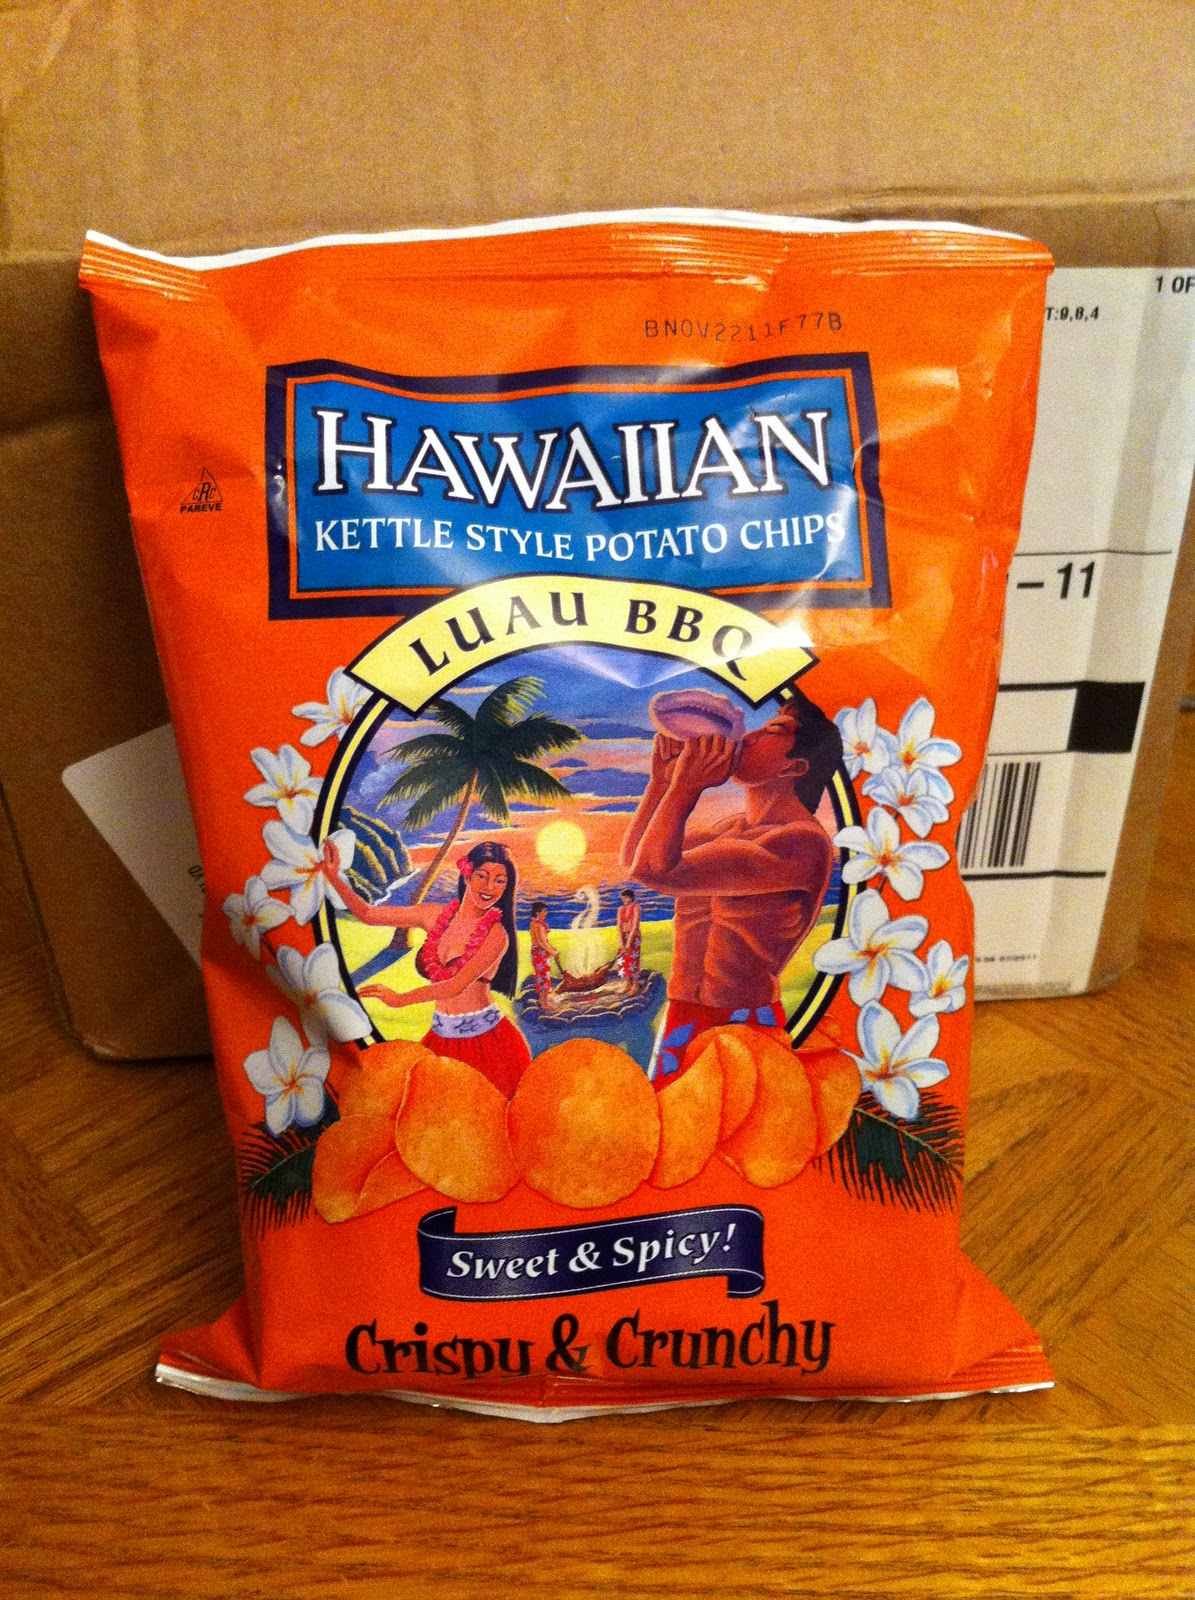 1 OF
T:9,8,4
BNOV2211F77B
HAWAIIAN
KETTLE STYLE POTATO CHIPS
cRc
PAREVE
- 11
LUAU BBQ
Sweet & Spicy!
Crispy & Crunchy